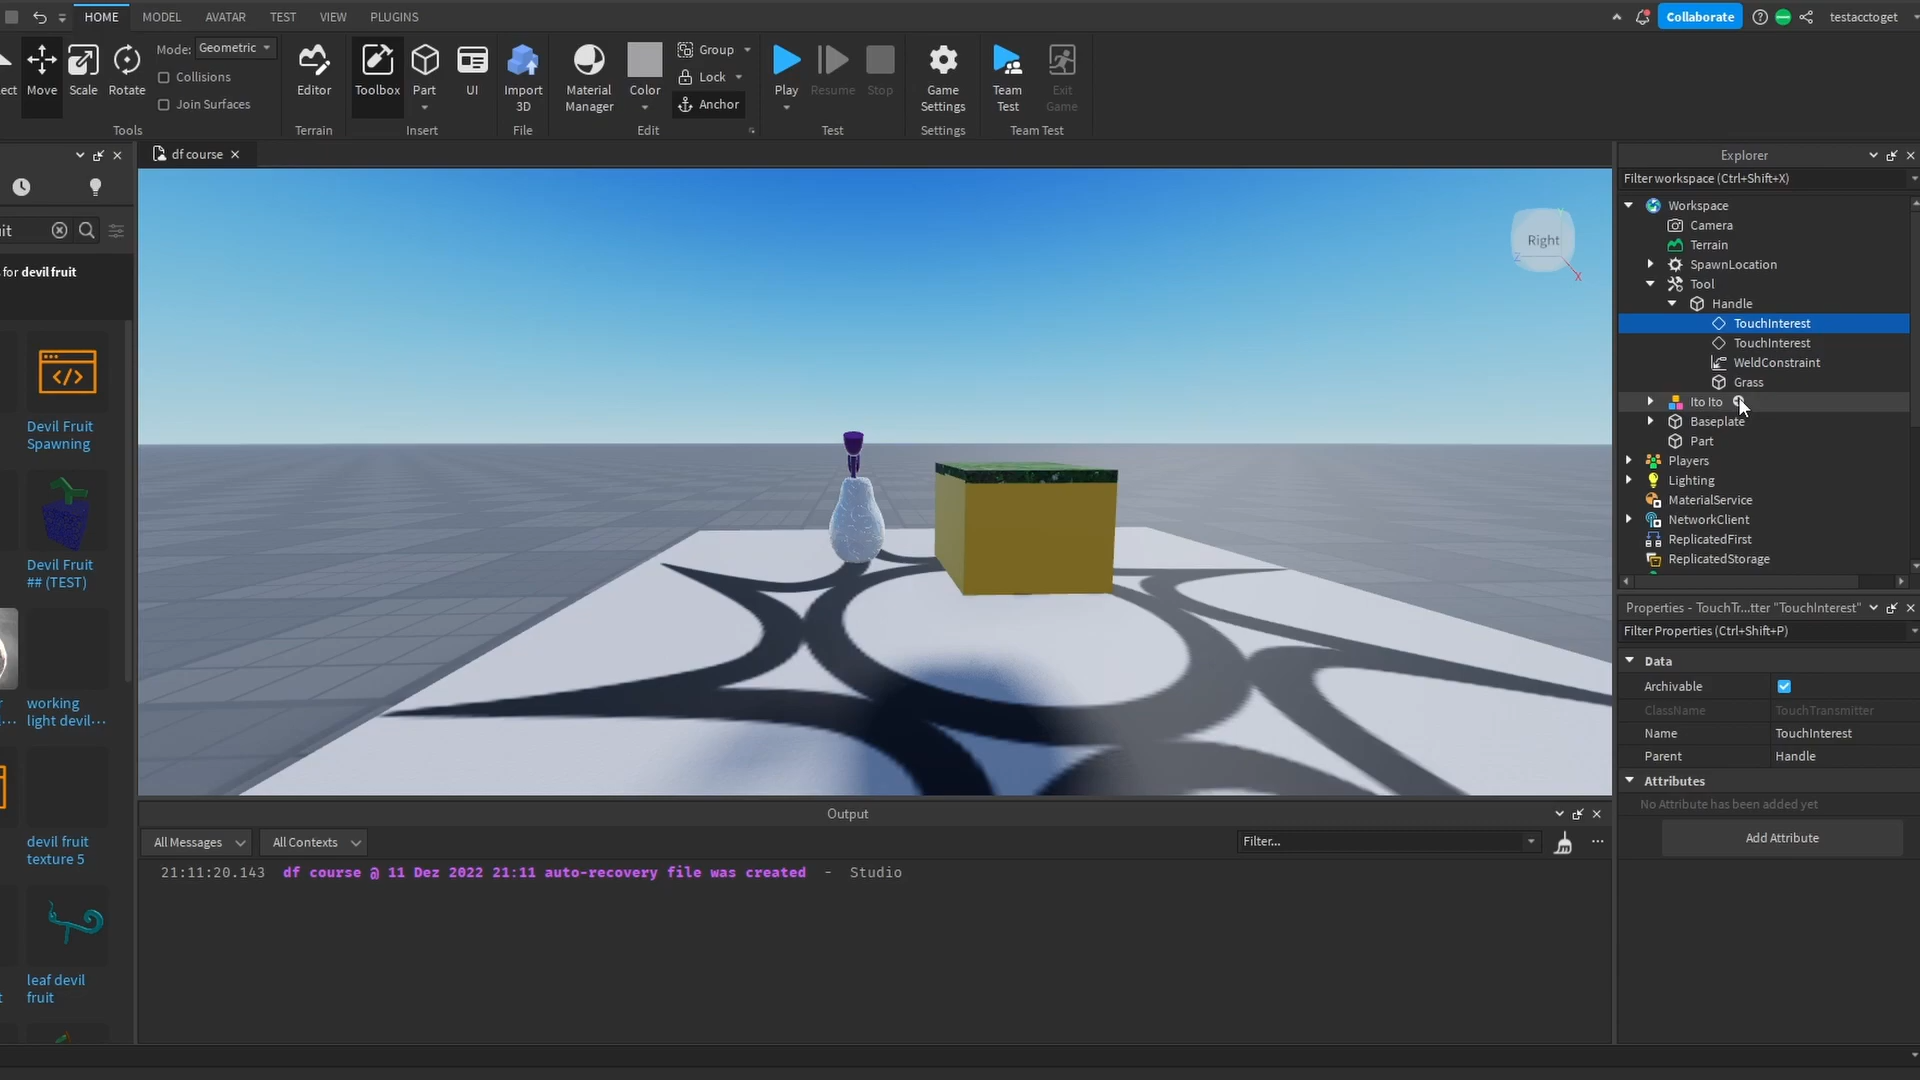 HOME MODEL AVATAR TEST VIEW PLUGINS
Collaborate
testacctoget
ect
Move
Scale
Rotate
Mode:
Geometric
Collisions
Join Surfaces
Tools
Editor
Terrain
Toolbox
Part
UI
Insert
Import
3D
File
Material
Manager
Color
Group
Lock
Anchor
Edit
Play
Resume
Stop
Test
Game
Settings
Settings
Team
Test
Exit
Game
Team Test
df course
it
for devil fruit
Devil Fruit
Spawning
Devil Fruit
## (TEST)
r
...
working
light devil...
devil fruit
texture 5
t
leaf devil
fruit
Right
Z
X
Y
Explorer
Filter workspace (Ctrl+Shift+X)
Workspace
Camera
Terrain
SpawnLocation
Tool
Handle
TouchInterest
TouchInterest
WeldConstraint
Grass
Ito Ito
Baseplate
Part
Players
Lighting
MaterialService
NetworkClient
ReplicatedFirst
ReplicatedStorage
Properties - TouchTr...tter "TouchInterest"
Filter Properties (Ctrl+Shift+P)
Data
Archivable
ClassName TouchTransmitter
Name TouchInterest
Parent Handle
Attributes
No Attribute has been added yet
Add Attribute
Output
All Messages
All Contexts
Filter...
21:11:20.143 df course @ 11 Dez 2022 21:11 auto-recovery file was created - Studio